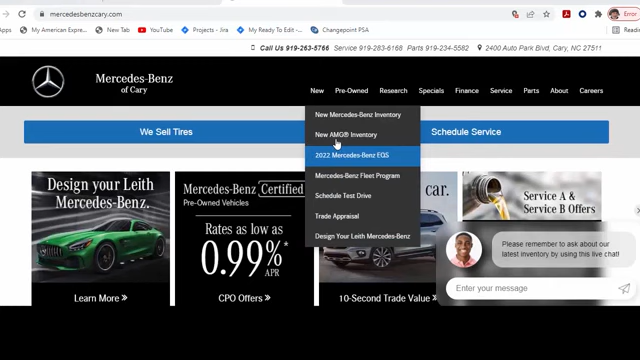 mercedesbenzcary.com
Error
My American Expre...
New Tab
YouTube
Projects - Jira
My Ready To Edit -...
Changepoint PSA
Readin
Call Us 919-263-5766 Service 919-283-6168 Parts 919-234-5582
2400 Auto Park Blvd, Cary, NC 27511
Mercedes-Benz
of Cary
New Pre-Owned Research Specials Finance Service Parts About Careers
We Sell Tires
Schedule Service
New Mercedes-Benz Inventory
New AMG® Inventory
2022 Mercedes-Benz EQS
Mercedes-Benz Fleet Program
Schedule Test Drive
Trade Appraisal
Design Your Leith Mercedes-Benz
Design your Leith
Mercedes-Benz.
Learn More »
Mercedes-Benz Certified
Pre-Owned Vehicles
Rates as low as
0.99%*
APR
CPO Offers »
car.
10-Second Trade Value »
Service A &
Service B Offers
Please remember to ask about our
latest inventory by using this live chat!
Enter your message